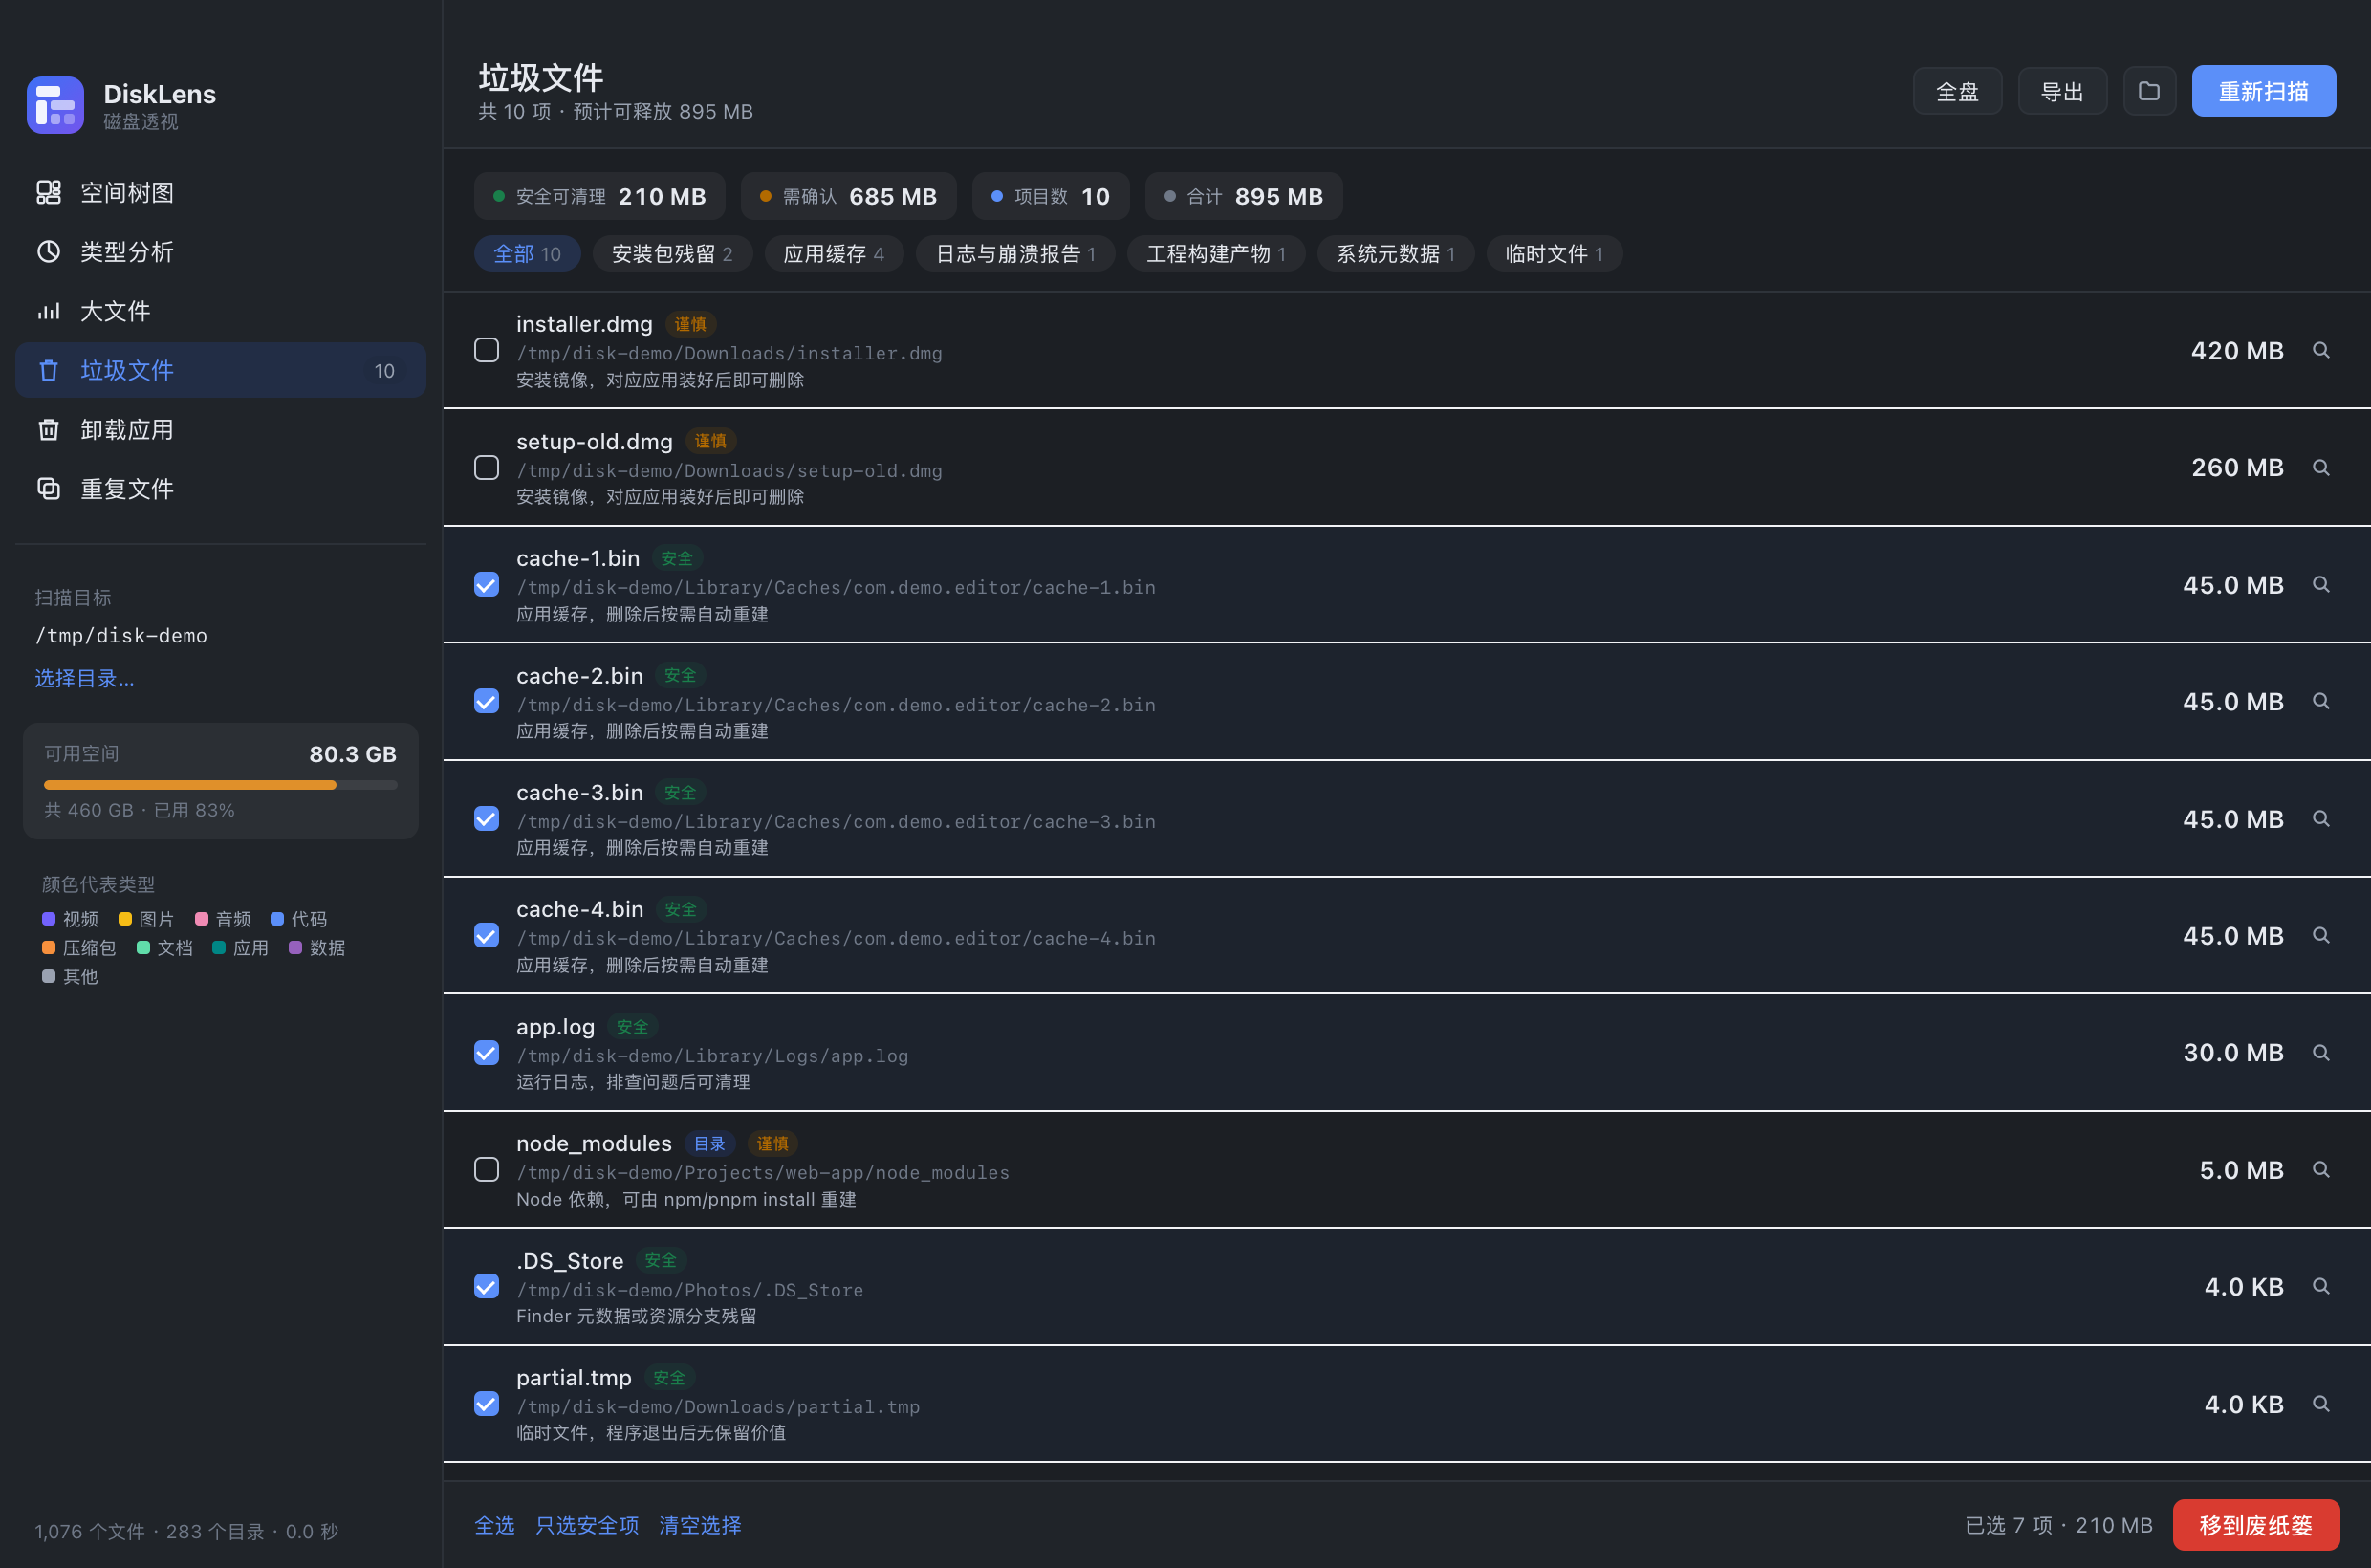 DiskLens
磁盘透视
空间树图
类型分析
大文件
垃圾文件 10
卸载应用
重复文件
扫描目标
/tmp/disk-demo
选择目录...
可用空间 80.3 GB
共 460 GB · 已用 83%
颜色代表类型
视频 图片 音频 代码
压缩包 文档 应用 数据
其他
1,076 个文件 · 283 个目录 · 0.0 秒
垃圾文件
共 10 项 · 预计可释放 895 MB
全盘 导出 重新扫描
安全可清理 210 MB 需确认 685 MB 项目数 10 合计 895 MB
全部 10 安装包残留 2 应用缓存 4 日志与崩溃报告 1 工程构建产物 1 系统元数据 1 临时文件 1
installer.dmg 谨慎
/tmp/disk-demo/Downloads/installer.dmg
安装镜像，对应应用装好后即可删除
420 MB
setup-old.dmg 谨慎
/tmp/disk-demo/Downloads/setup-old.dmg
安装镜像，对应应用装好后即可删除
260 MB
cache-1.bin 安全
/tmp/disk-demo/Library/Caches/com.demo.editor/cache-1.bin
应用缓存，删除后按需自动重建
45.0 MB
cache-2.bin 安全
/tmp/disk-demo/Library/Caches/com.demo.editor/cache-2.bin
应用缓存，删除后按需自动重建
45.0 MB
cache-3.bin 安全
/tmp/disk-demo/Library/Caches/com.demo.editor/cache-3.bin
应用缓存，删除后按需自动重建
45.0 MB
cache-4.bin 安全
/tmp/disk-demo/Library/Caches/com.demo.editor/cache-4.bin
应用缓存，删除后按需自动重建
45.0 MB
app.log 安全
/tmp/disk-demo/Library/Logs/app.log
运行日志，排查问题后可清理
30.0 MB
node_modules 目录 谨慎
/tmp/disk-demo/Projects/web-app/node_modules
Node 依赖，可由 npm/pnpm install 重建
5.0 MB
.DS_Store 安全
/tmp/disk-demo/Photos/.DS_Store
Finder 元数据或资源分支残留
4.0 KB
partial.tmp 安全
/tmp/disk-demo/Downloads/partial.tmp
临时文件，程序退出后无保留价值
4.0 KB
全选 只选安全项 清空选择
已选 7 项 · 210 MB 移到废纸篓